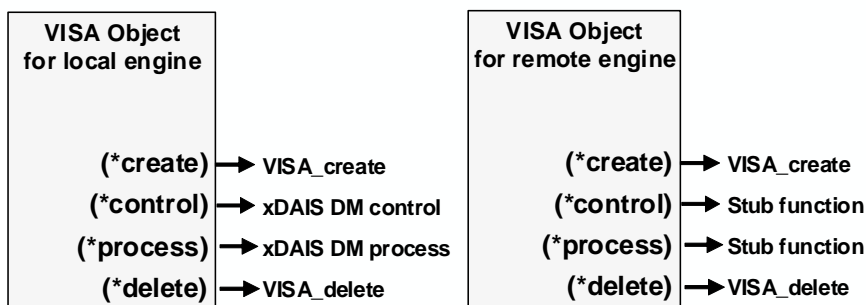 VISA Object
for local engine
(*create) VISA_create
(*control) xDAIS DM control
(*process) xDAIS DM process
(*delete) VISA_delete
VISA Object
for remote engine
(*create) VISA_create
(*control) Stub function
(*process) Stub function
(*delete) VISA_delete